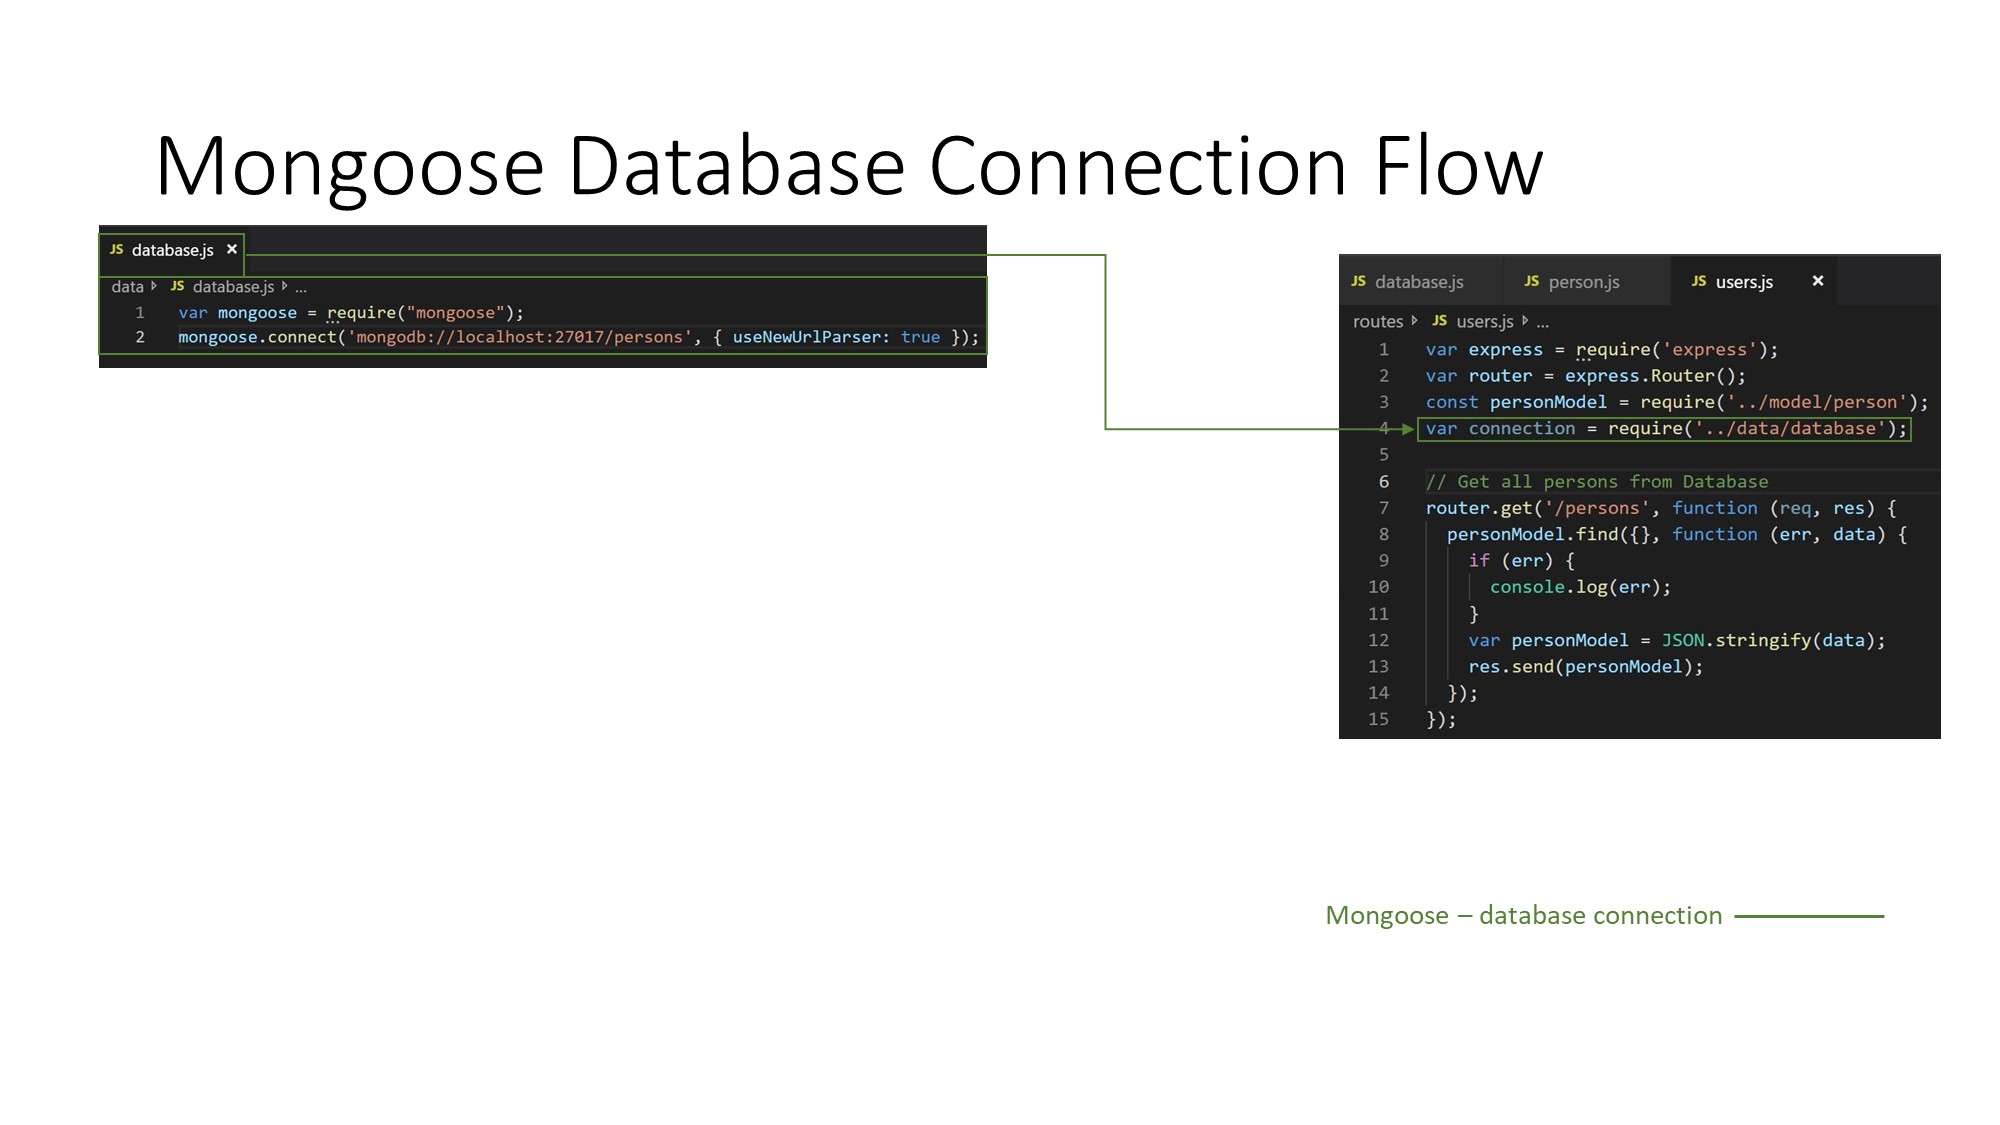 Mongoose Database Connection Flow
JS database.js ×
data ▷ JS database.js ▷ ...
1 var mongoose = require("mongoose");
2 mongoose.connect('mongodb://localhost:27017/persons', { useNewUrlParser: true });
JS database.js JS person.js JS users.js ×
routes ▷ JS users.js ▷ ...
1 var express = require('express');
2 var router = express.Router();
3 const personModel = require('../model/person');
4 var connection = require('../data/database');
5
6 // Get all persons from Database
7 router.get('/persons', function (req, res) {
8 personModel.find({}, function (err, data) {
9 if (err) {
10 console.log(err);
11 }
12 var personModel = JSON.stringify(data);
13 res.send(personModel);
14 });
15 });
Mongoose – database connection